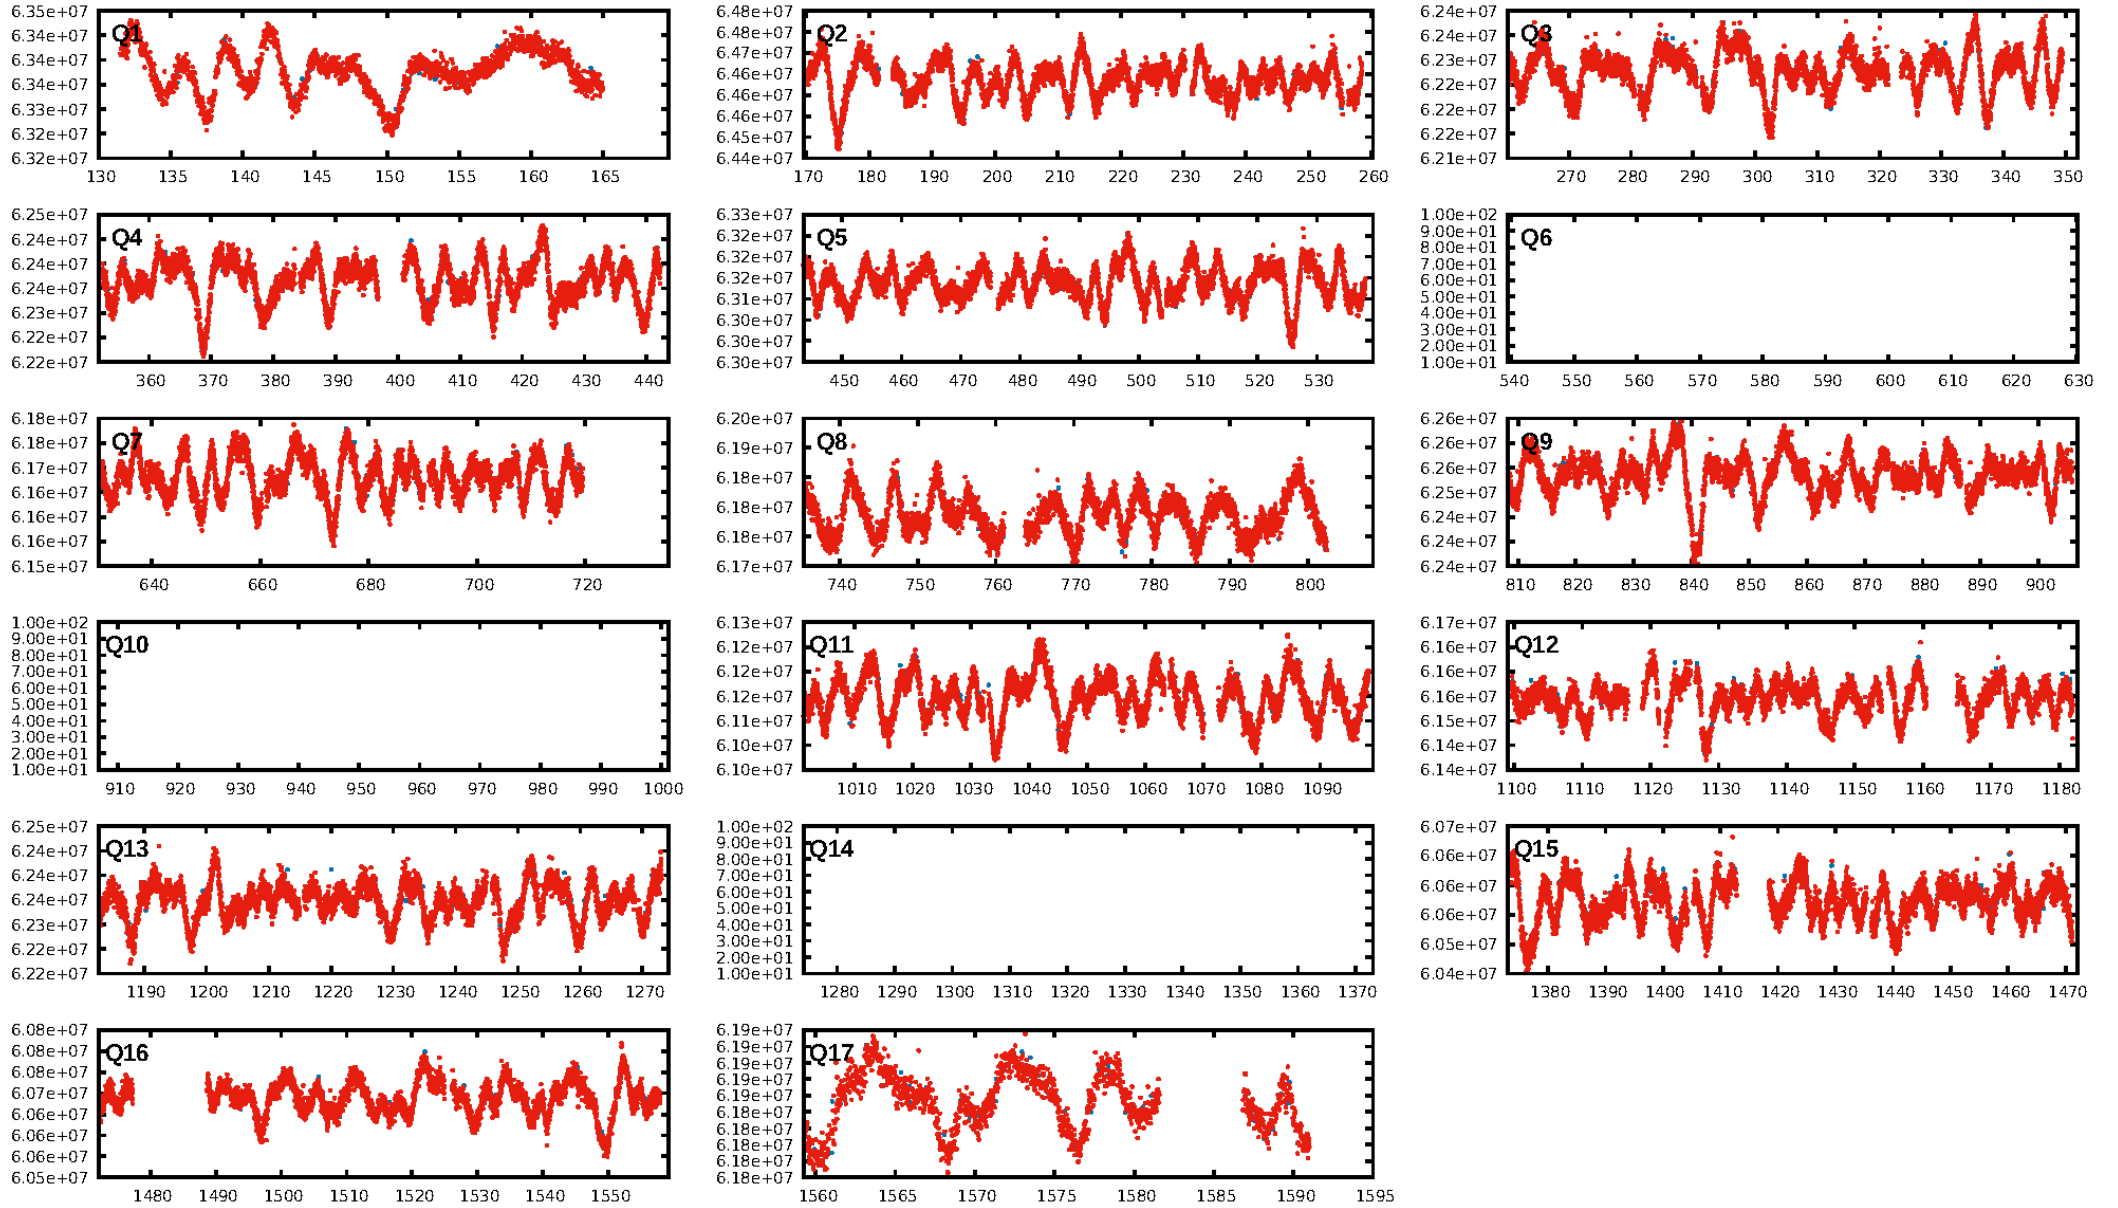 6.35e+07 6.34e+07 6.34e+07 6.33e+07 6.33e+07 6.32e+07 6.32e+07
Q1
130 135 140 145 150 155 160 165
6.48e+07 6.48e+07 6.47e+07 6.46e+07 6.46e+07 6.46e+07 6.45e+07 6.44e+07
Q2
170 180 190 200 210 220 230 240 250 260
6.24e+07 6.24e+07 6.23e+07 6.23e+07 6.22e+07 6.22e+07 6.21e+07
Q3
270 280 290 300 310 320 330 340 350
6.25e+07 6.24e+07 6.24e+07 6.24e+07 6.23e+07 6.22e+07 6.22e+07
Q4
360 370 380 390 400 410 420 430 440
6.33e+07 6.32e+07 6.32e+07 6.32e+07 6.31e+07 6.30e+07 6.30e+07 6.30e+07
Q5
450 460 470 480 490 500 510 520 530
1.00e+02 9.00e+01 8.00e+01 7.00e+01 6.00e+01 5.00e+01 4.00e+01 3.00e+01 2.00e+01 1.00e+01
Q6
540 550 560 570 580 590 600 610 620 630
6.18e+07 6.18e+07 6.17e+07 6.16e+07 6.16e+07 6.16e+07 6.15e+07
Q7
640 660 680 700 720
6.20e+07 6.19e+07 6.18e+07 6.18e+07 6.18e+07 6.17e+07
Q8
740 750 760 770 780 790 800
6.26e+07 6.26e+07 6.26e+07 6.25e+07 6.24e+07 6.24e+07 6.24e+07
Q9
810 820 830 840 850 860 870 880 890 900
1.00e+02 9.00e+01 8.00e+01 7.00e+01 6.00e+01 5.00e+01 4.00e+01 3.00e+01 2.00e+01 1.00e+01
Q10
910 920 930 940 950 960 970 980 990 1000
6.13e+07 6.12e+07 6.12e+07 6.12e+07 6.11e+07 6.10e+07 6.10e+07
Q11
1010 1020 1030 1040 1050 1060 1070 1080 1090
6.17e+07 6.16e+07 6.16e+07 6.15e+07 6.14e+07 6.14e+07
Q12
1100 1110 1120 1130 1140 1150 1160 1170 1180
6.25e+07 6.24e+07 6.24e+07 6.24e+07 6.23e+07 6.22e+07 6.22e+07
Q13
1190 1200 1210 1220 1230 1240 1250 1260 1270
1.00e+02 9.00e+01 8.00e+01 7.00e+01 6.00e+01 5.00e+01 4.00e+01 3.00e+01 2.00e+01 1.00e+01
Q14
1280 1290 1300 1310 1320 1330 1340 1350 1360 1370
6.07e+07 6.06e+07 6.06e+07 6.06e+07 6.05e+07 6.04e+07
Q15
1380 1390 1400 1410 1420 1430 1440 1450 1460 1470
6.08e+07 6.08e+07 6.08e+07 6.07e+07 6.06e+07 6.06e+07 6.06e+07 6.05e+07
Q16
1480 1490 1500 1510 1520 1530 1540 1550
6.19e+07 6.19e+07 6.19e+07 6.19e+07 6.19e+07 6.18e+07 6.18e+07 6.18e+07 6.18e+07 6.18e+07
Q17
1560 1565 1570 1575 1580 1585 1590 1595